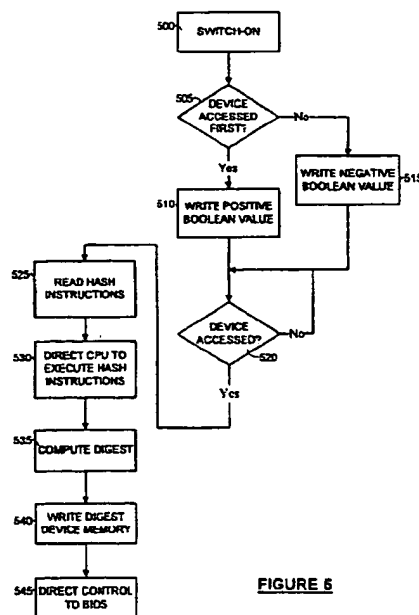 500
SWITCH-ON
505
DEVICE
ACCESSED
FIRST?
No
Yes
510
WRITE POSITIVE
BOOLEAN VALUE
WRITE NEGATIVE
BOOLEAN VALUE
515
525
READ HASH
INSTRUCTIONS
DEVICE
ACCESSED?
No
520
Yes
530
DIRECT CPU TO
EXECUTE HASH
INSTRUCTIONS
535
COMPUTE DIGEST
540
WRITE DIGEST
DEVICE MEMORY
545
DIRECT CONTROL
TO BIOS
FIGURE 5